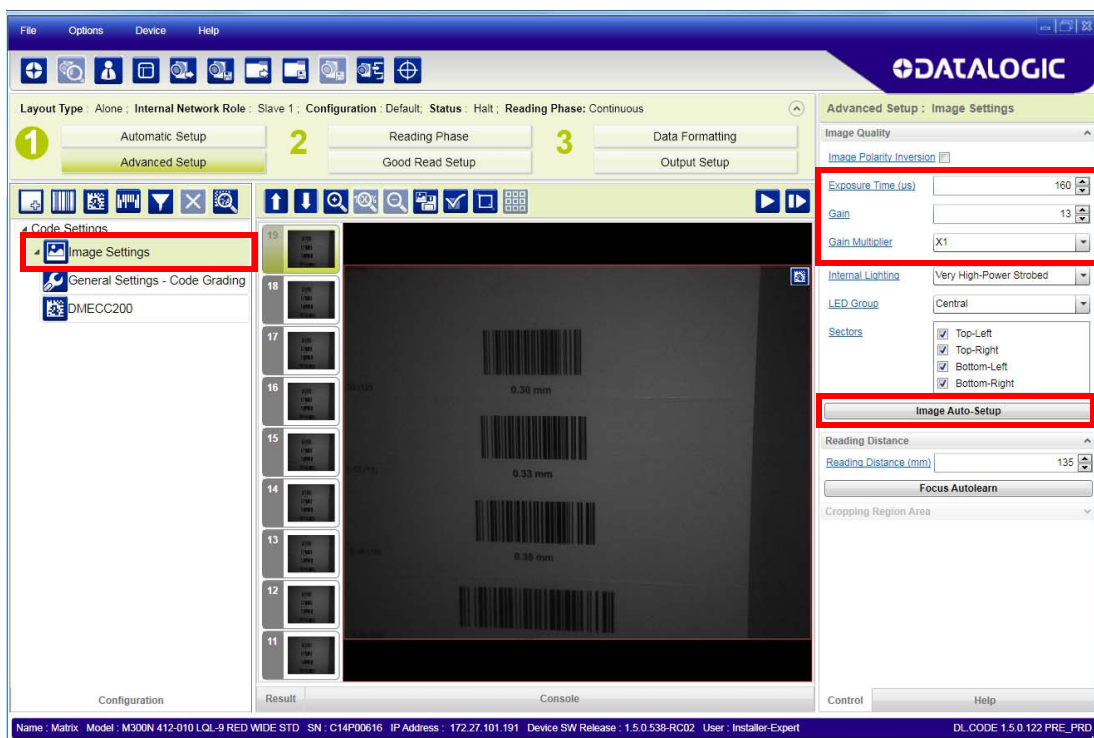 File Options Device Help
DATALOGIC
Layout Type : Alone ; Internal Network Role : Slave 1 ; Configuration : Default; Status : Halt ; Reading Phase: Continuous
1 Automatic Setup 2 Reading Phase 3 Data Formatting
Advanced Setup Good Read Setup Output Setup
Code Settings
Image Settings
General Settings - Code Grading
DMECC200
Configuration
19
18
17
16
15
14
13
12
11
0.30 mm
0.33 mm
0.38 mm
Result Console
Advanced Setup : Image Settings
Image Quality
Image Polarity Inversion
Exposure Time (us) 160
Gain 13
Gain Multiplier X1
Internal Lighting Very High-Power Strobed
LED Group Central
Sectors Top-Left
Top-Right
Bottom-Left
Bottom-Right
Image Auto-Setup
Reading Distance
Reading Distance (mm) 135
Focus Autolearn
Cropping Region Area
Control Help
Name : Matrix Model : M300N 412-010 LQL-9 RED WIDE STD SN : C14P00616 IP Address : 172.27.101.191 Device SW Release : 1.5.0.538-RC02 User : Installer-Expert DL.CODE 1.5.0.122 PRE_PRD